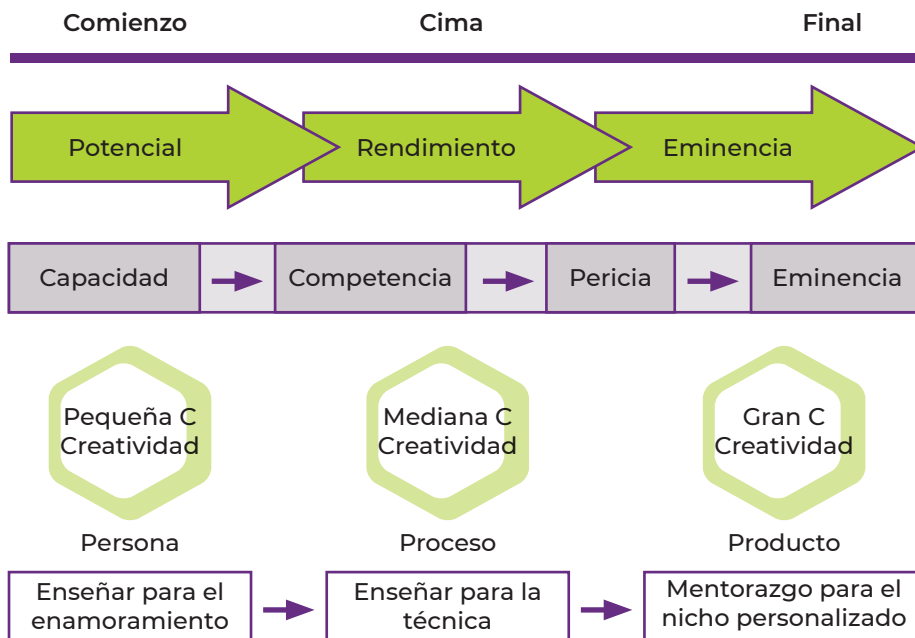 Comienzo
Cima
Final
Potencial
Rendimiento
Eminencia
Capacidad
Competencia
Pericia
Eminencia
Pequeña C
Creatividad
Mediana C
Creatividad
Gran C
Creatividad
Persona
Proceso
Producto
Enseñar para el
enamoramiento
Enseñar para la
técnica
Mentorazgo para el
nicho personalizado